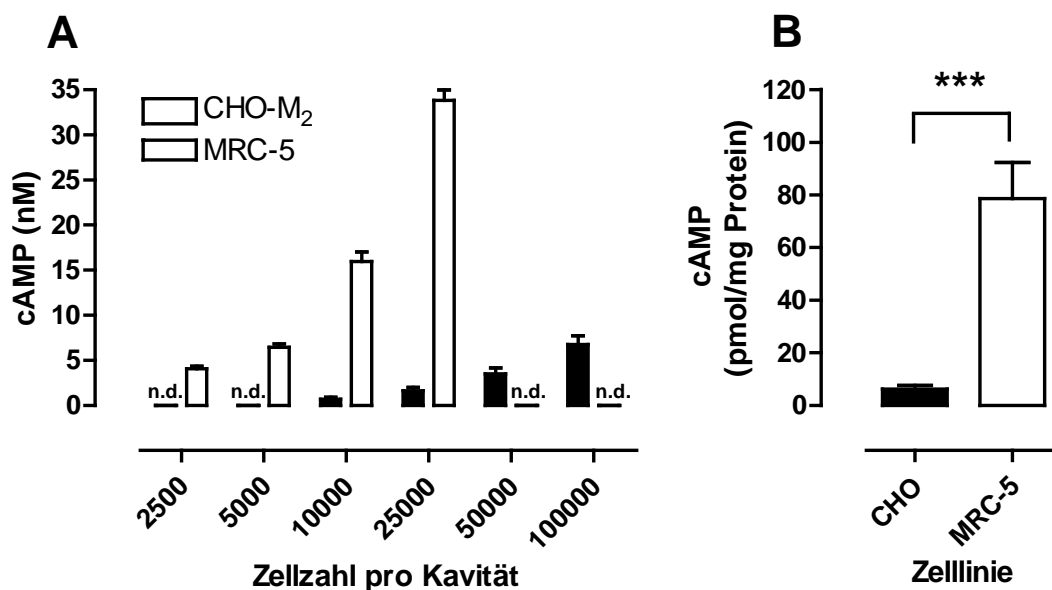 A
cAMP (nM)
35
30
25
20
15
10
5
0
CHO-M2
MRC-5
n.d.
n.d.
n.d.
n.d.
2500
5000
10000
25000
50000
100000
Zellzahl pro Kavität
B
cAMP
(pmol/mg Protein)
120
100
80
60
40
20
0
***
CHO
MRC-5
Zelllinie